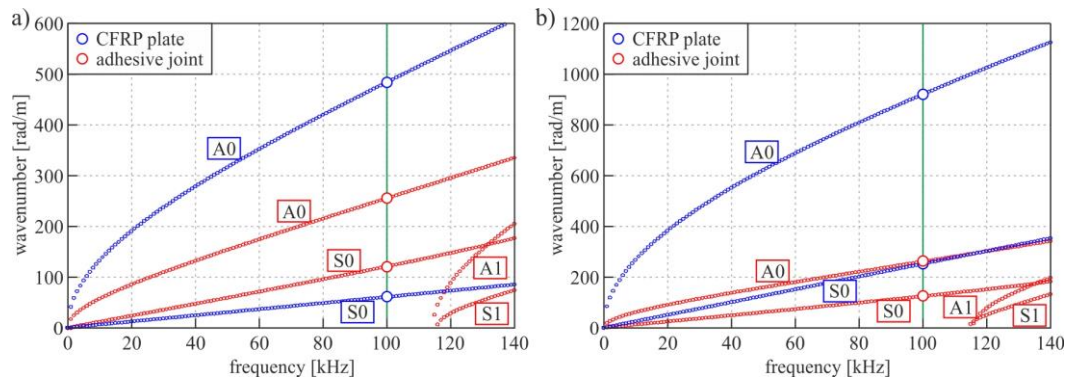 a)
600
500
400
300
200
100
0
wavenumber [rad/m]
CFRP plate
adhesive joint
A0
A0
S0
S0
A1
S1
0 20 40 60 80 100 120 140
frequency [kHz]
b)
1200
1000
800
600
400
200
0
wavenumber [rad/m]
CFRP plate
adhesive joint
A0
A0
S0
S0
A1
S1
0 20 40 60 80 100 120 140
frequency [kHz]